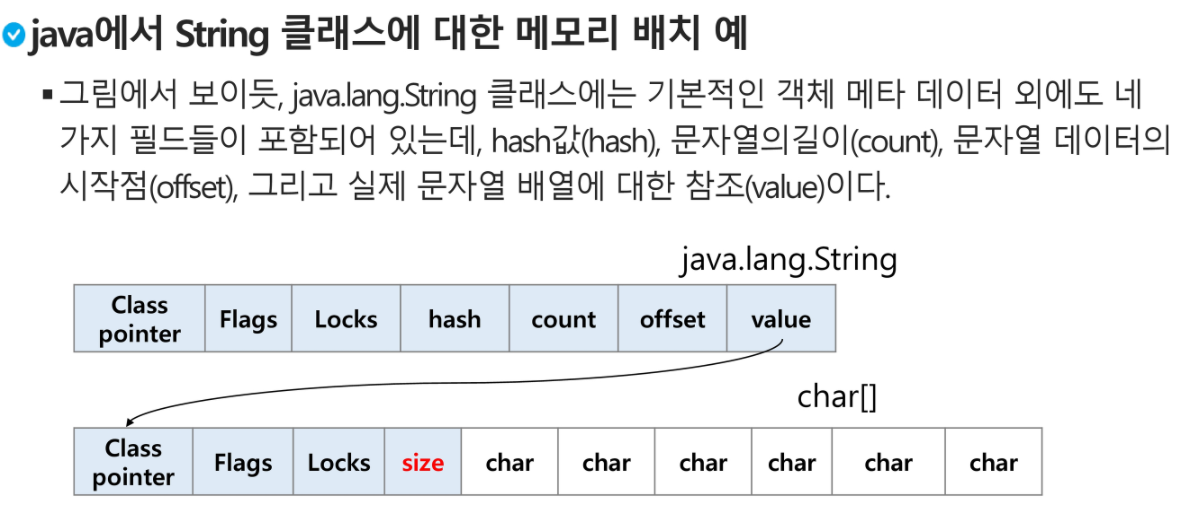 java에서 String 클래스에 대한 메모리 배치 예
그림에서 보이듯, java.lang.String 클래스에는 기본적인 객체 메타 데이터 외에도 네
가지 필드들이 포함되어 있는데, hash값(hash), 문자열의길이(count), 문자열 데이터의
시작점(offset), 그리고 실제 문자열 배열에 대한 참조(value)이다.
java.lang.String
Class pointer Flags Locks hash count offset value
char[]
Class pointer Flags Locks size char char char char char char